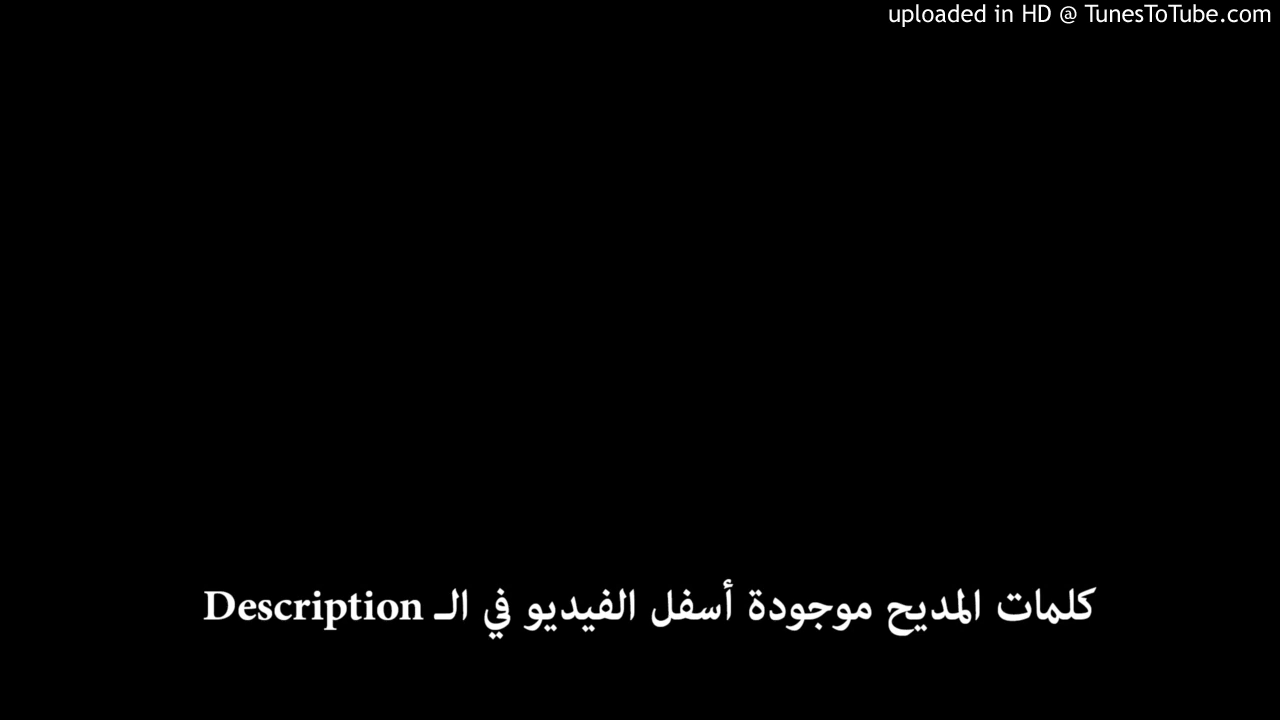 uploaded in HD @ TunesToTube.com
كلمات المديح موجودة أسفل الفيديو في الـ Description